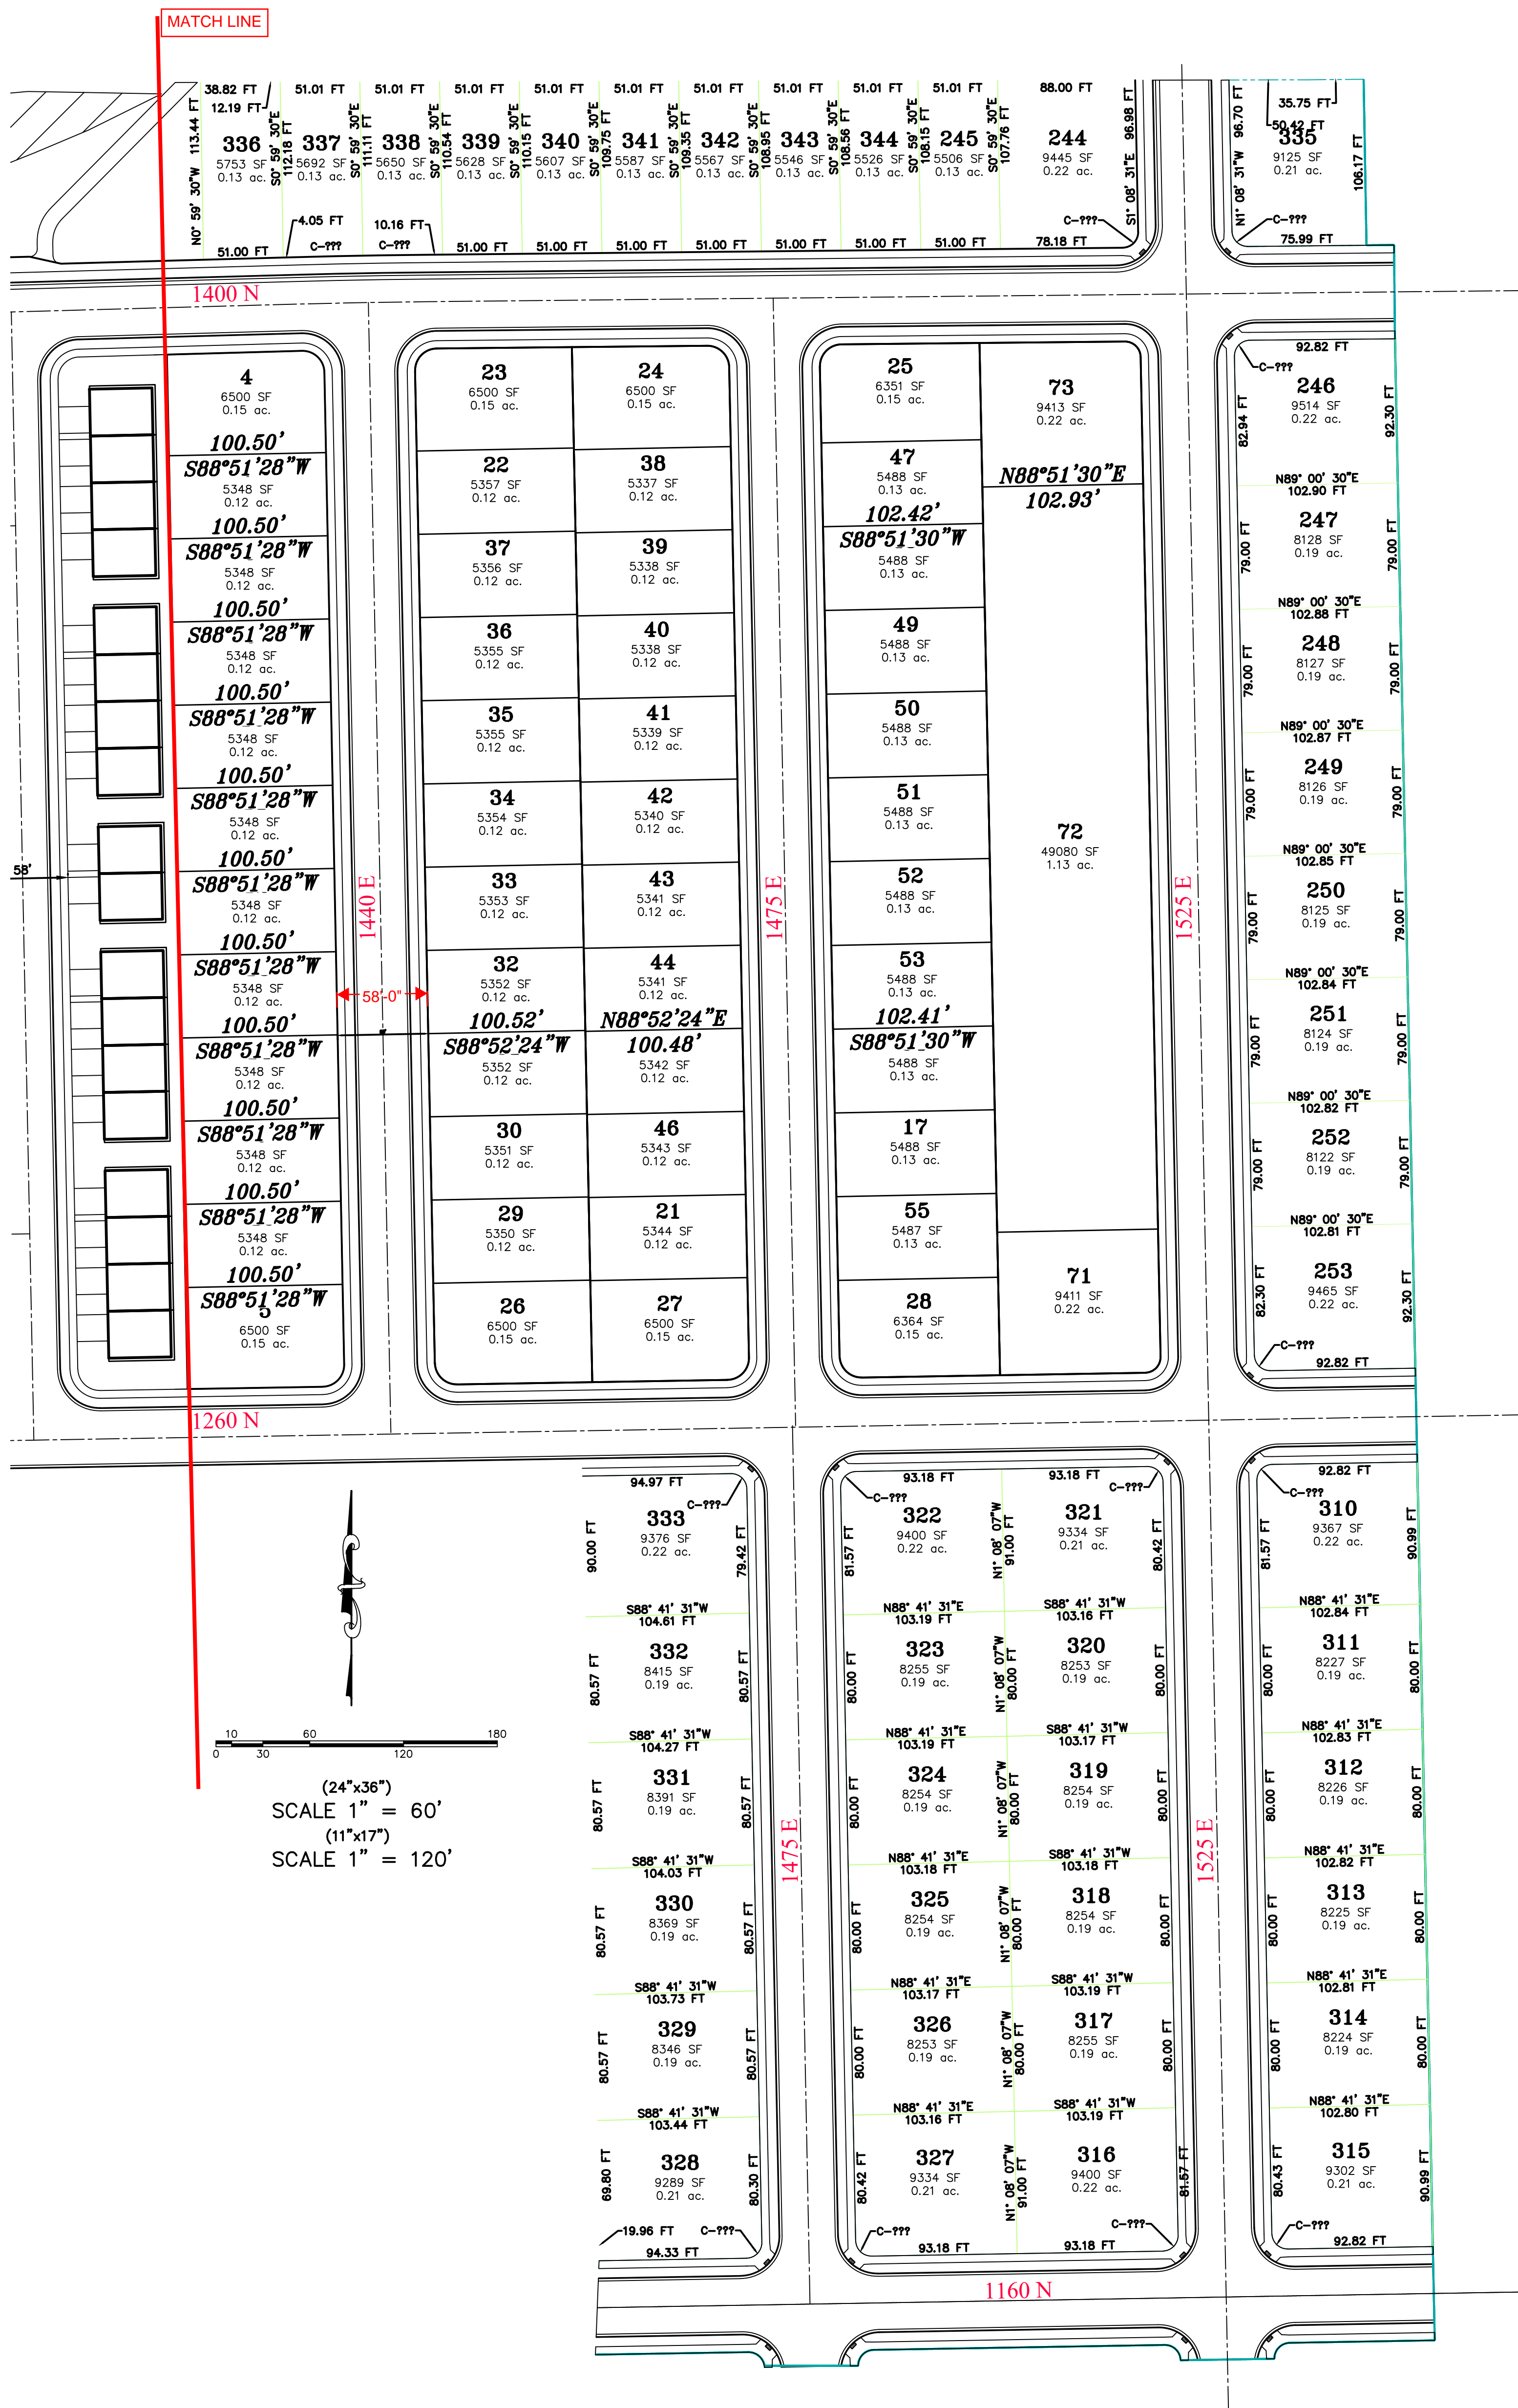 MATCH LINE
38.82 FT
12.19 FT
51.01 FT
51.01 FT
51.01 FT
51.01 FT
51.01 FT
51.01 FT
51.01 FT
51.01 FT
51.01 FT
88.00 FT
35.75 FT
50.42 FT
N0° 59' 30"W 113.44 FT
336
5753 SF
0.13 ac.
S0° 59' 30"E
112.18 FT
337
5692 SF
0.13 ac.
S0° 59' 30"E
111.11 FT
338
5650 SF
0.13 ac.
S0° 59' 30"E
110.54 FT
339
5628 SF
0.13 ac.
S0° 59' 30"E
110.15 FT
340
5607 SF
0.13 ac.
S0° 59' 30"E
109.75 FT
341
5587 SF
0.13 ac.
S0° 59' 30"E
109.35 FT
342
5567 SF
0.13 ac.
S0° 59' 30"E
108.95 FT
343
5546 SF
0.13 ac.
S0° 59' 30"E
108.56 FT
344
5526 SF
0.13 ac.
S0° 59' 30"E
108.15 FT
245
5506 SF
0.13 ac.
S0° 59' 30"E
107.76 FT
244
9445 SF
0.22 ac.
S1° 08' 31"E 96.98 FT
N1° 08' 31"W 96.70 FT
335
9125 SF
0.21 ac.
106.17 FT
51.00 FT
4.05 FT
C-???
10.16 FT
C-???
51.00 FT
51.00 FT
51.00 FT
51.00 FT
51.00 FT
51.00 FT
51.00 FT
78.18 FT
C-???
C-???
75.99 FT
1400 N
4
6500 SF
0.15 ac.
100.50'
S88°51'28"W
5348 SF
0.12 ac.
100.50'
S88°51'28"W
5348 SF
0.12 ac.
100.50'
S88°51'28"W
5348 SF
0.12 ac.
100.50'
S88°51'28"W
5348 SF
0.12 ac.
100.50'
S88°51'28"W
5348 SF
0.12 ac.
100.50'
S88°51'28"W
5348 SF
0.12 ac.
100.50'
S88°51'28"W
5348 SF
0.12 ac.
100.50'
S88°51'28"W
5348 SF
0.12 ac.
100.50'
S88°51'28"W
5348 SF
0.12 ac.
100.50'
S88°51'28"W
5348 SF
0.12 ac.
100.50'
S88°51'28"W
5
6500 SF
0.15 ac.
58'
1440 E
58'-0"
23
6500 SF
0.15 ac.
22
5357 SF
0.12 ac.
37
5356 SF
0.12 ac.
36
5355 SF
0.12 ac.
35
5355 SF
0.12 ac.
34
5354 SF
0.12 ac.
33
5353 SF
0.12 ac.
32
5352 SF
0.12 ac.
100.52'
S88°52'24"W
5352 SF
0.12 ac.
30
5351 SF
0.12 ac.
29
5350 SF
0.12 ac.
26
6500 SF
0.15 ac.
24
6500 SF
0.15 ac.
38
5337 SF
0.12 ac.
39
5338 SF
0.12 ac.
40
5338 SF
0.12 ac.
41
5339 SF
0.12 ac.
42
5340 SF
0.12 ac.
43
5341 SF
0.12 ac.
44
5341 SF
0.12 ac.
N88°52'24"E
100.48'
5342 SF
0.12 ac.
46
5343 SF
0.12 ac.
21
5344 SF
0.12 ac.
27
6500 SF
0.15 ac.
1475 E
25
6351 SF
0.15 ac.
47
5488 SF
0.13 ac.
102.42'
S88°51'30"W
5488 SF
0.13 ac.
49
5488 SF
0.13 ac.
50
5488 SF
0.13 ac.
51
5488 SF
0.13 ac.
52
5488 SF
0.13 ac.
53
5488 SF
0.13 ac.
102.41'
S88°51'30"W
5488 SF
0.13 ac.
17
5488 SF
0.13 ac.
55
5487 SF
0.13 ac.
28
6364 SF
0.15 ac.
73
9413 SF
0.22 ac.
N88°51'30"E
102.93'
72
49080 SF
1.13 ac.
71
9411 SF
0.22 ac.
1525 E
92.82 FT
C-???
246
9514 SF
0.22 ac.
82.94 FT
92.30 FT
N89° 00' 30"E
102.90 FT
247
8128 SF
0.19 ac.
79.00 FT
79.00 FT
N89° 00' 30"E
102.88 FT
248
8127 SF
0.19 ac.
79.00 FT
79.00 FT
N89° 00' 30"E
102.87 FT
249
8126 SF
0.19 ac.
79.00 FT
79.00 FT
N89° 00' 30"E
102.85 FT
250
8125 SF
0.19 ac.
79.00 FT
79.00 FT
N89° 00' 30"E
102.84 FT
251
8124 SF
0.19 ac.
79.00 FT
79.00 FT
N89° 00' 30"E
102.82 FT
252
8122 SF
0.19 ac.
79.00 FT
79.00 FT
N89° 00' 30"E
102.81 FT
253
9465 SF
0.22 ac.
82.30 FT
92.30 FT
C-???
92.82 FT
1260 N
10 60 180
0 30 120
(24"x36")
SCALE 1" = 60'
(11"x17")
SCALE 1" = 120'
94.97 FT
C-???
333
9376 SF
0.22 ac.
90.00 FT
79.42 FT
S88° 41' 31"W
104.61 FT
332
8415 SF
0.19 ac.
80.57 FT
80.57 FT
S88° 41' 31"W
104.27 FT
331
8391 SF
0.19 ac.
80.57 FT
80.57 FT
S88° 41' 31"W
104.03 FT
330
8369 SF
0.19 ac.
80.57 FT
80.57 FT
S88° 41' 31"W
103.73 FT
329
8346 SF
0.19 ac.
80.57 FT
80.57 FT
S88° 41' 31"W
103.44 FT
328
9289 SF
0.21 ac.
69.80 FT
80.30 FT
19.96 FT
C-???
94.33 FT
1475 E
93.18 FT
C-???
322
9400 SF
0.22 ac.
81.57 FT
N1° 08' 07"W
91.00 FT
N88° 41' 31"E
103.19 FT
323
8255 SF
0.19 ac.
80.00 FT
N1° 08' 07"W
80.00 FT
N88° 41' 31"E
103.19 FT
324
8254 SF
0.19 ac.
80.00 FT
N1° 08' 07"W
80.00 FT
N88° 41' 31"E
103.18 FT
325
8254 SF
0.19 ac.
80.00 FT
N1° 08' 07"W
80.00 FT
N88° 41' 31"E
103.17 FT
326
8253 SF
0.19 ac.
80.00 FT
N1° 08' 07"W
80.00 FT
N88° 41' 31"E
103.16 FT
327
9334 SF
0.21 ac.
80.42 FT
N1° 08' 07"W
91.00 FT
C-???
93.18 FT
93.18 FT
C-???
321
9334 SF
0.21 ac.
80.42 FT
S88° 41' 31"W
103.16 FT
320
8253 SF
0.19 ac.
80.00 FT
S88° 41' 31"W
103.17 FT
319
8254 SF
0.19 ac.
80.00 FT
S88° 41' 31"W
103.18 FT
318
8254 SF
0.19 ac.
80.00 FT
S88° 41' 31"W
103.19 FT
317
8255 SF
0.19 ac.
80.00 FT
S88° 41' 31"W
103.19 FT
316
9400 SF
0.22 ac.
81.57 FT
C-???
93.18 FT
1525 E
92.82 FT
C-???
310
9367 SF
0.22 ac.
81.57 FT
90.99 FT
N88° 41' 31"E
102.84 FT
311
8227 SF
0.19 ac.
80.00 FT
80.00 FT
N88° 41' 31"E
102.83 FT
312
8226 SF
0.19 ac.
80.00 FT
80.00 FT
N88° 41' 31"E
102.82 FT
313
8225 SF
0.19 ac.
80.00 FT
80.00 FT
N88° 41' 31"E
102.81 FT
314
8224 SF
0.19 ac.
80.00 FT
80.00 FT
N88° 41' 31"E
102.80 FT
315
9302 SF
0.21 ac.
80.43 FT
90.99 FT
C-???
92.82 FT
1160 N